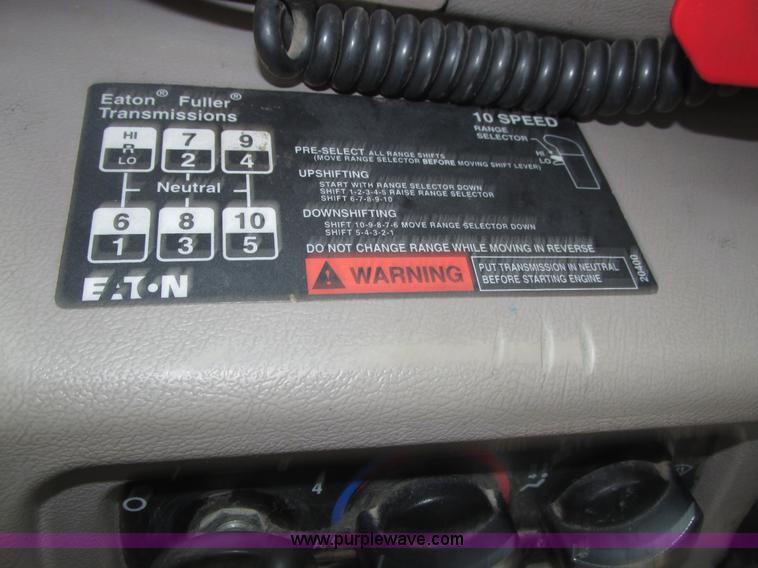 Eaton® Fuller®
Transmissions
10 SPEED
RANGE
SELECTOR
HI
LO
HI
R
LO
7
2
9
4
Neutral
6
1
8
3
10
5
EATON
PRE-SELECT ALL RANGE SHIFTS
(MOVE RANGE SELECTOR BEFORE MOVING SHIFT LEVER)
UPSHIFTING
START WITH RANGE SELECTOR DOWN
SHIFT 1-2-3-4-5 RAISE RANGE SELECTOR
SHIFT 6-7-8-9-10
DOWNSHIFTING
SHIFT 10-9-8-7-6 MOVE RANGE SELECTOR DOWN
SHIFT 5-4-3-2-1
DO NOT CHANGE RANGE WHILE MOVING IN REVERSE
WARNING
PUT TRANSMISSION IN NEUTRAL
BEFORE STARTING ENGINE
20400
4
www.purplewave.com